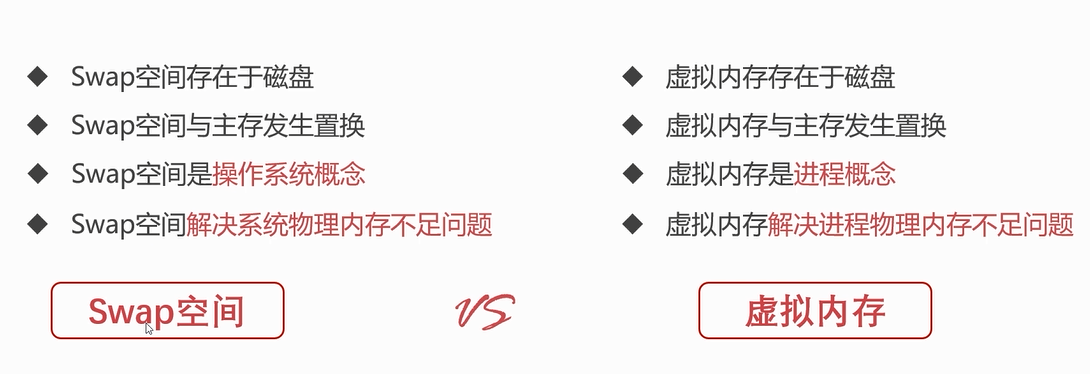 Swap空间存在于磁盘
Swap空间与主存发生置换
Swap空间是操作系统概念
Swap空间解决系统物理内存不足问题
Swap空间
VS
虚拟内存存在于磁盘
虚拟内存与主存发生置换
虚拟内存是进程概念
虚拟内存解决进程物理内存不足问题
虚拟内存